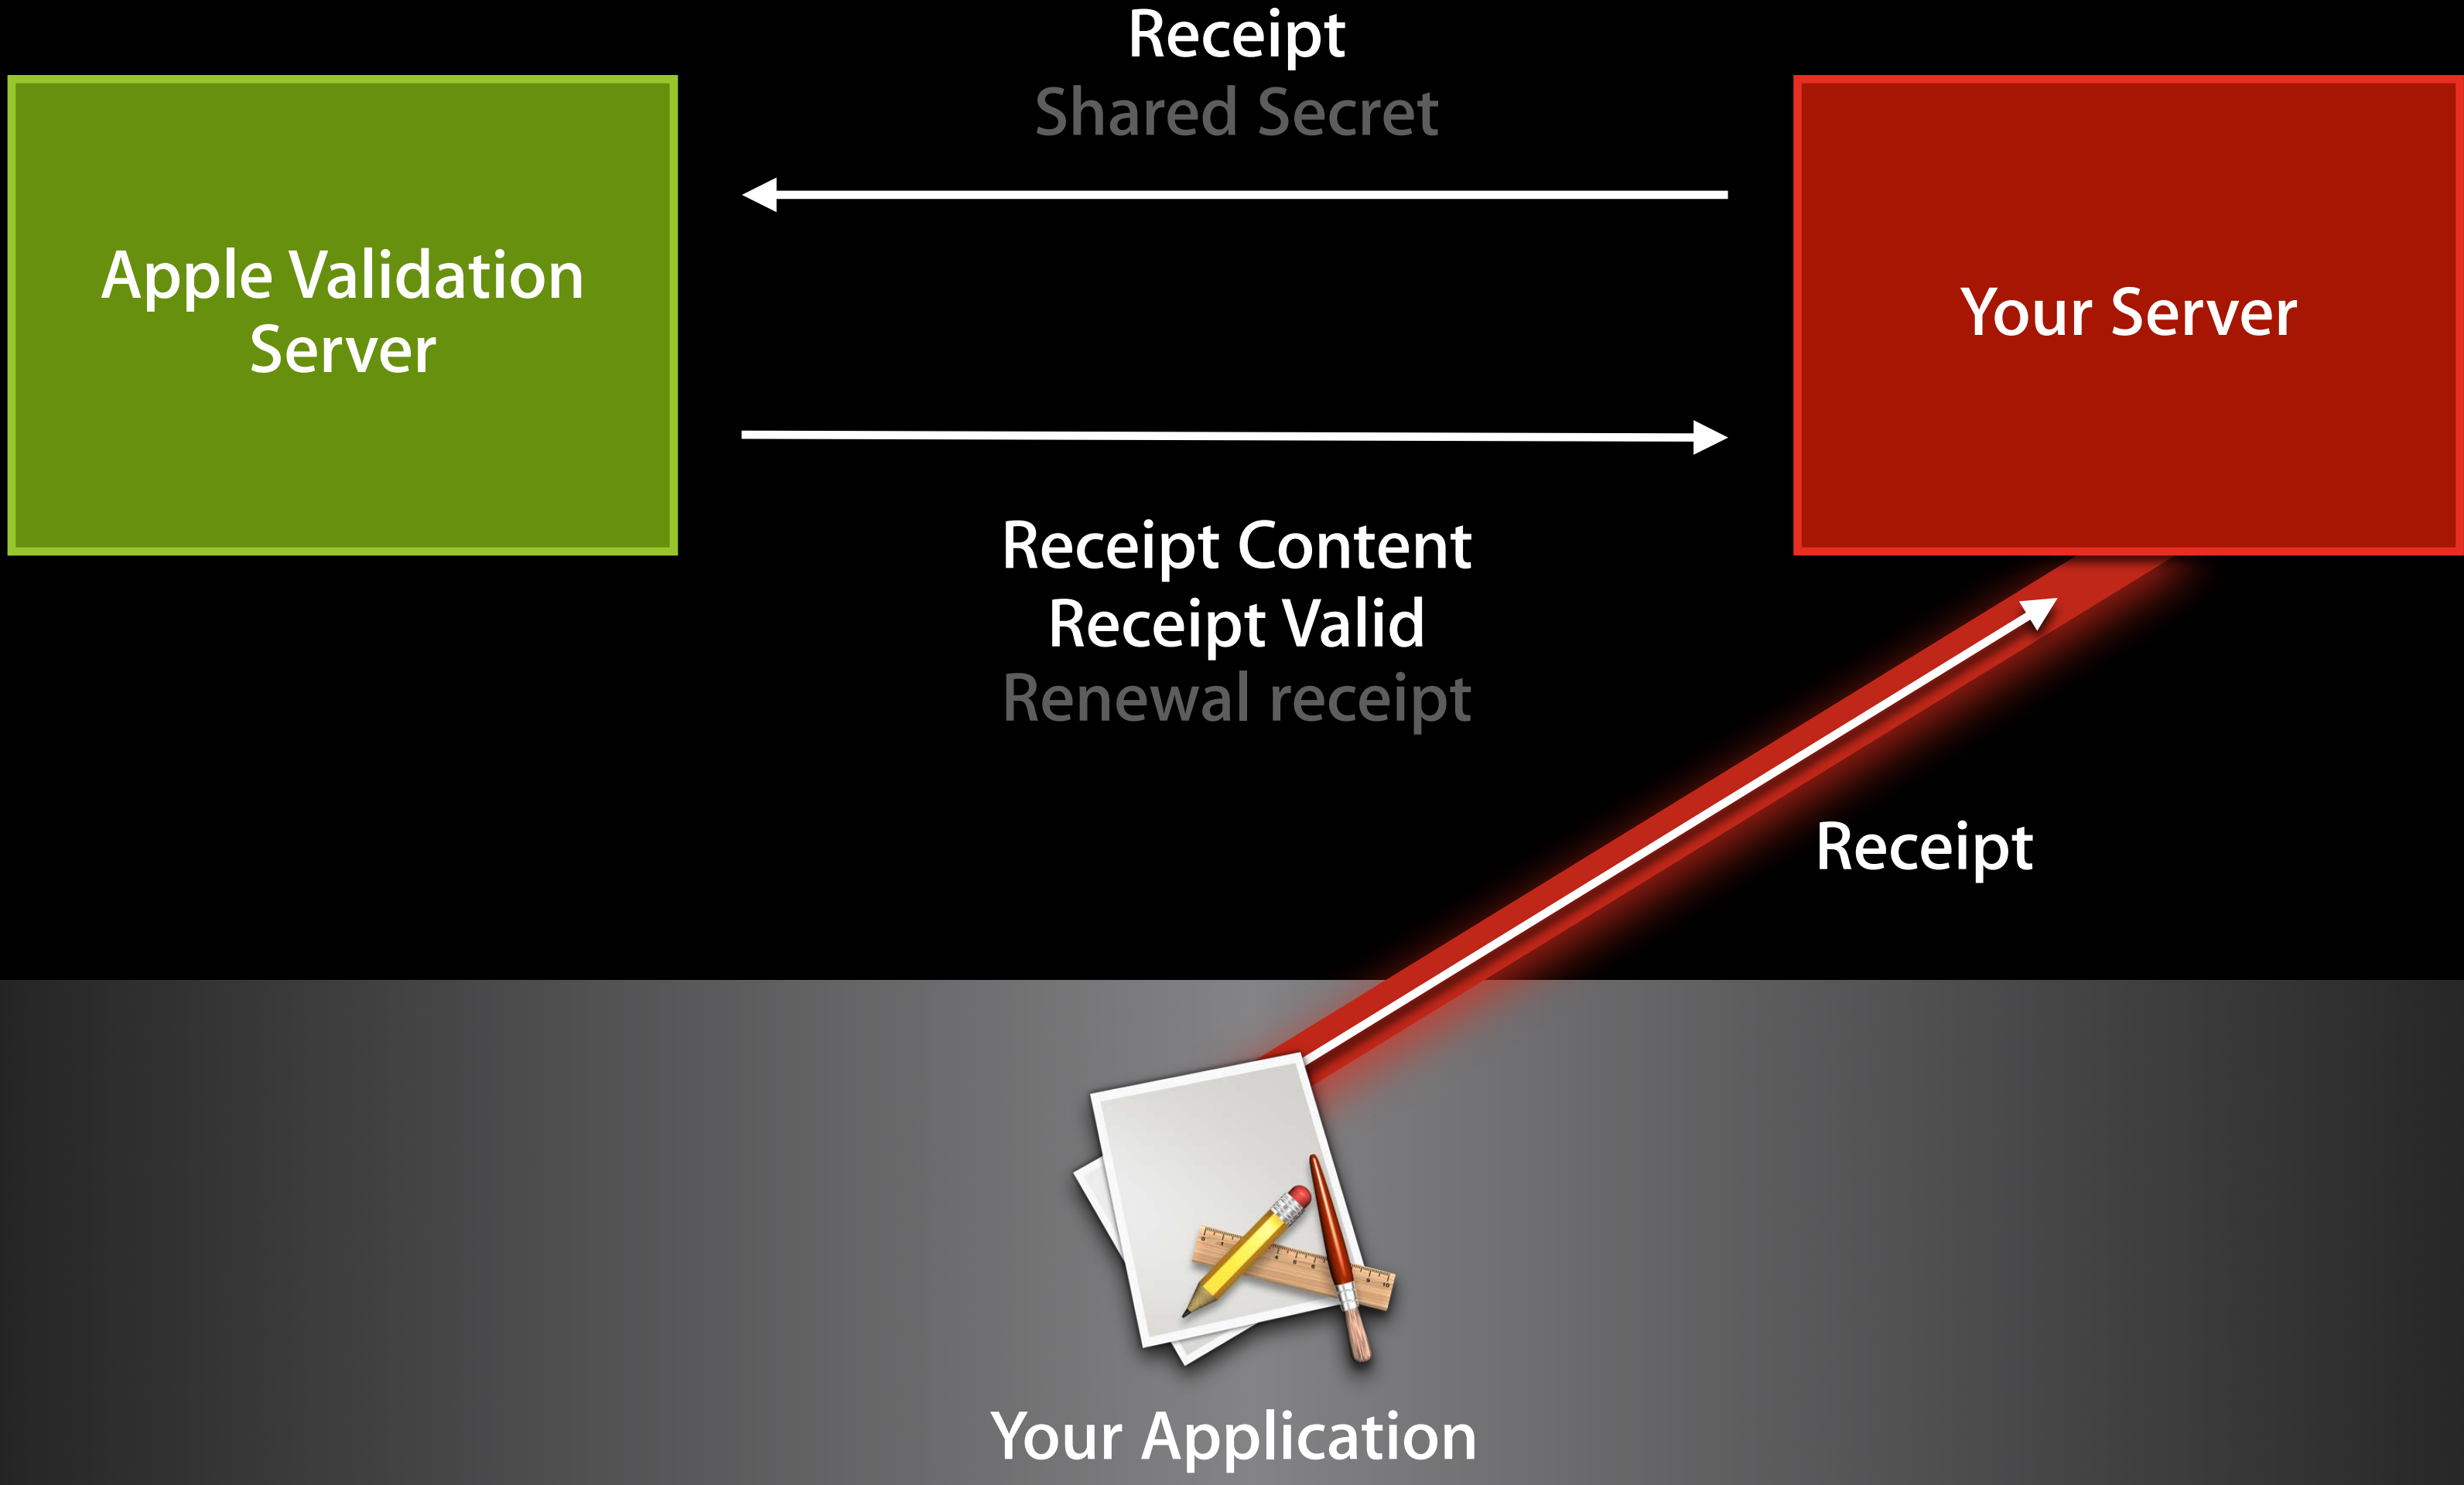 Receipt
Shared Secret
Apple Validation
Server
Your Server
Receipt Content
Receipt Valid
Renewal receipt
Receipt
Your Application